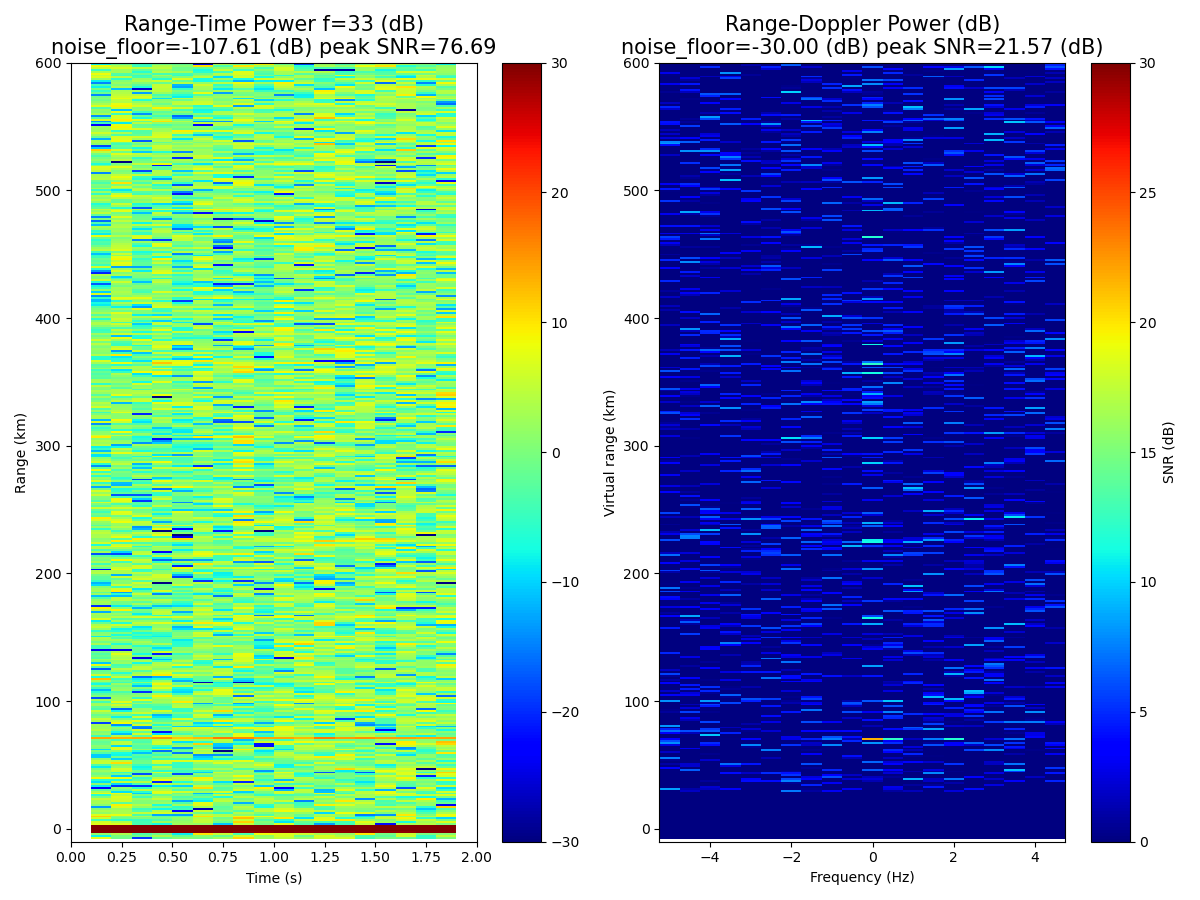 Range-Time Power f=33 (dB)
noise_floor=-107.61 (dB) peak SNR=76.69
600
500
400
300
200
100
0
Range (km)
0.00 0.25 0.50 0.75 1.00 1.25 1.50 1.75 2.00
Time (s)
30
20
10
0
−10
−20
−30
Range-Doppler Power (dB)
noise_floor=-30.00 (dB) peak SNR=21.57 (dB)
600
500
400
300
200
100
0
Virtual range (km)
−4 −2 0 2 4
Frequency (Hz)
30
25
20
15
10
5
0
SNR (dB)